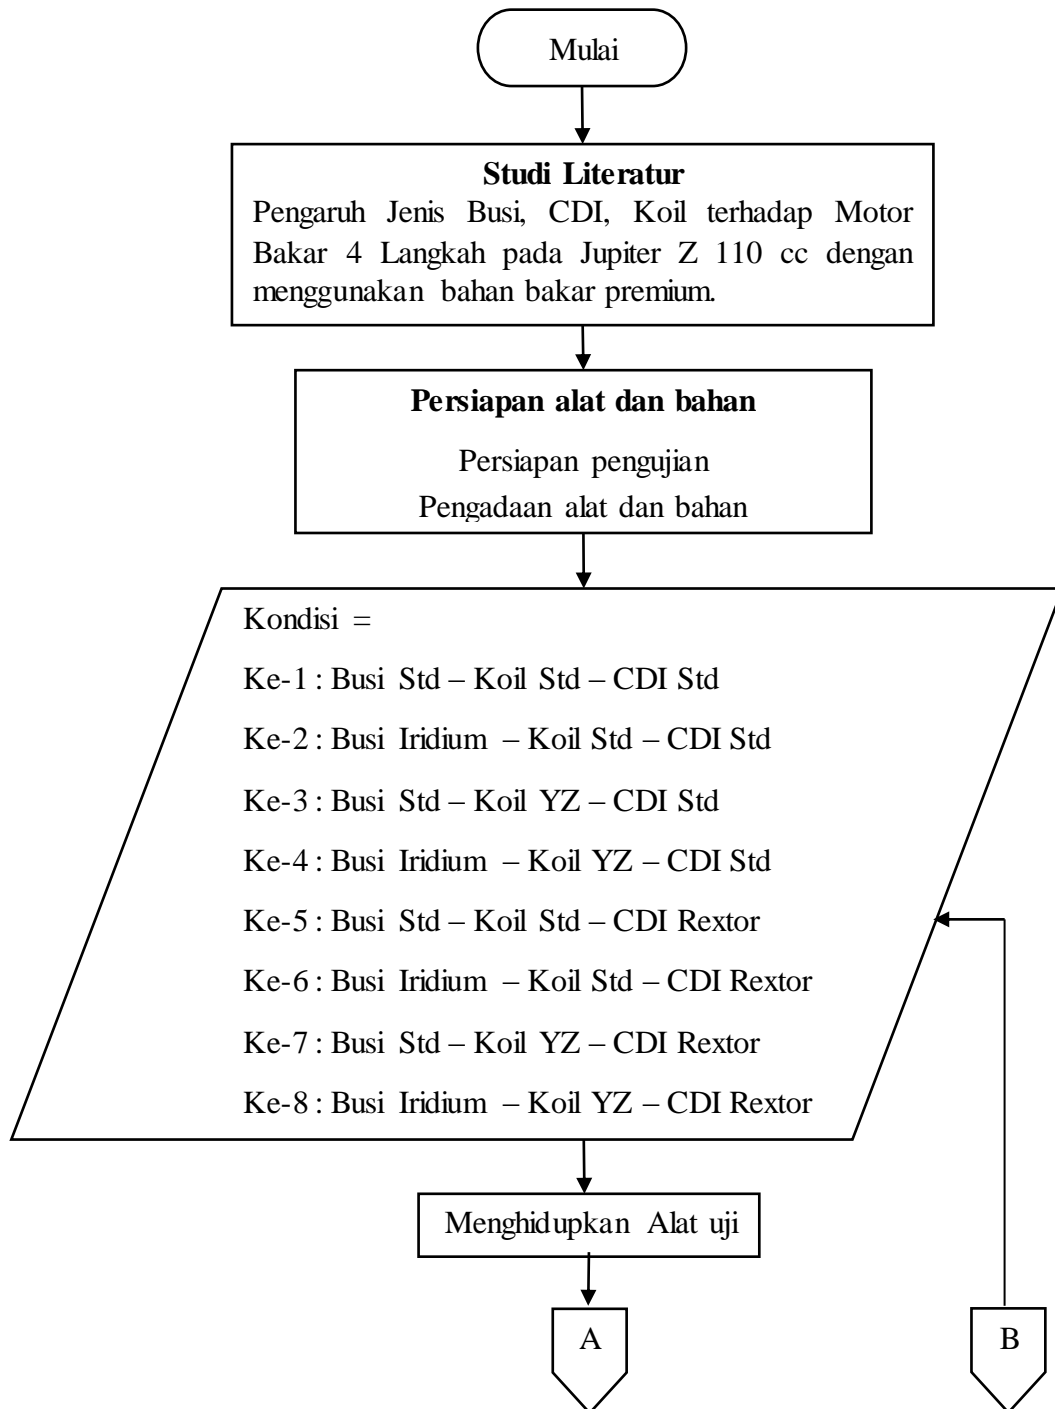 Mulai
Studi Literatur
Pengaruh Jenis Busi, CDI, Koil terhadap Motor
Bakar 4 Langkah pada Jupiter Z 110 cc dengan
menggunakan bahan bakar premium.
Persiapan alat dan bahan
Persiapan pengujian
Pengadaan alat dan bahan
Kondisi =
Ke-1 : Busi Std – Koil Std – CDI Std
Ke-2 : Busi Iridium – Koil Std – CDI Std
Ke-3 : Busi Std – Koil YZ – CDI Std
Ke-4 : Busi Iridium – Koil YZ – CDI Std
Ke-5 : Busi Std – Koil Std – CDI Rextor
Ke-6 : Busi Iridium – Koil Std – CDI Rextor
Ke-7 : Busi Std – Koil YZ – CDI Rextor
Ke-8 : Busi Iridium – Koil YZ – CDI Rextor
Menghidupkan Alat uji
A
B